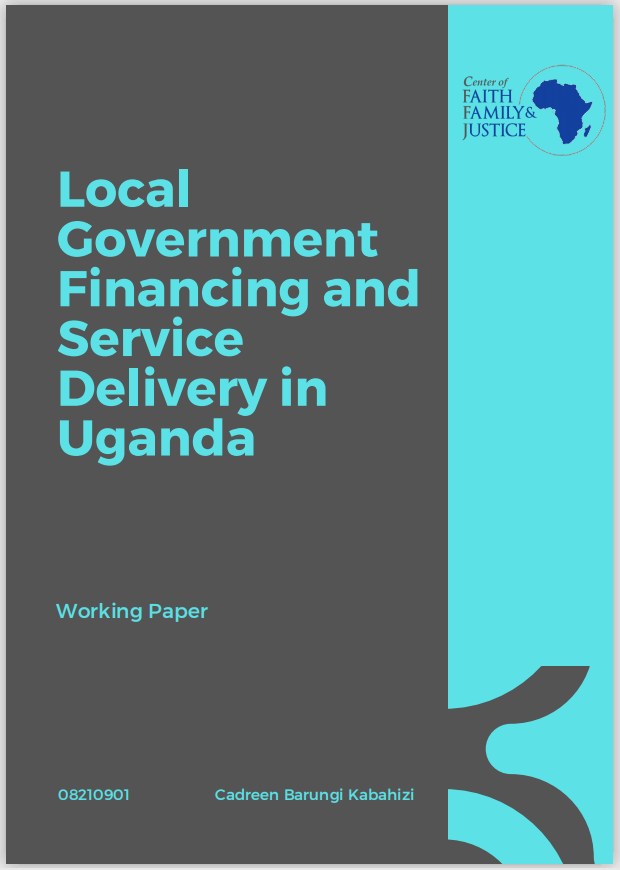 Center of
FAITH
FAMILY&
JUSTICE
Local
Government
Financing and
Service
Delivery in
Uganda
Working Paper
08210901
Cadreen Barungi Kabahizi